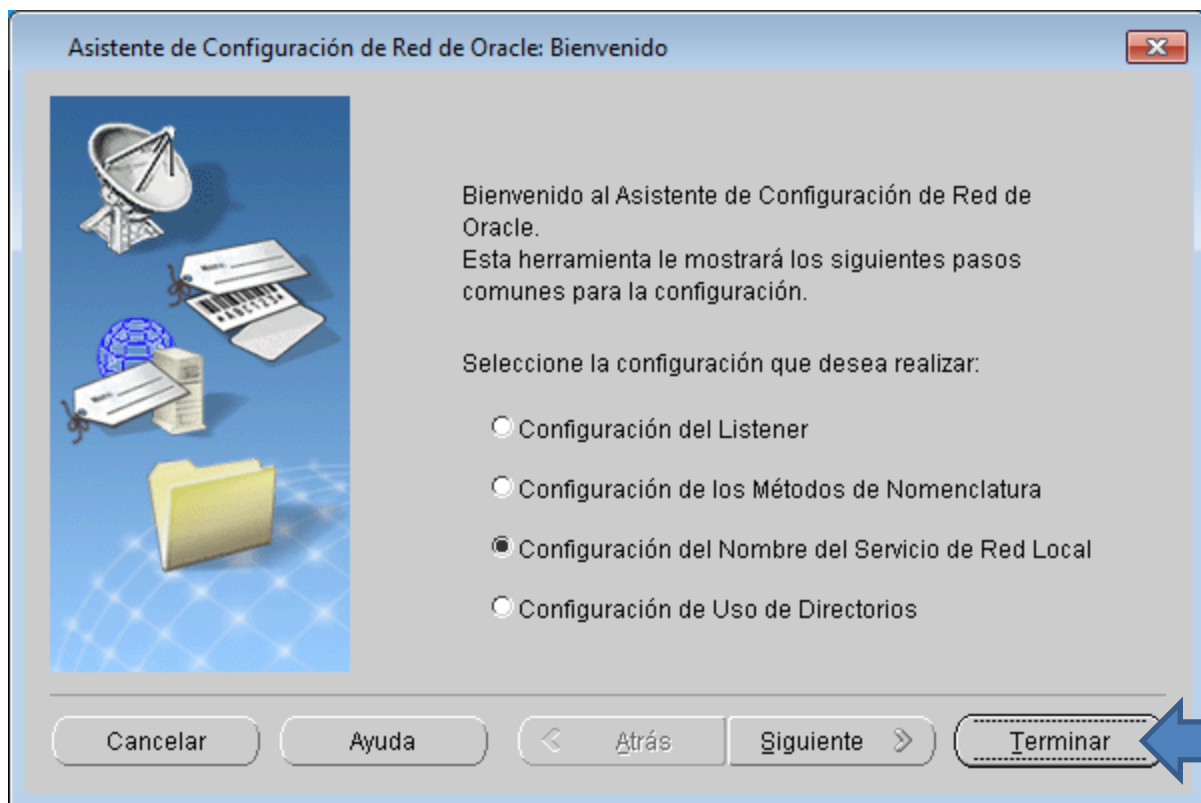 Asistente de Configuración de Red de Oracle: Bienvenido
Bienvenido al Asistente de Configuración de Red de
Oracle.
Esta herramienta le mostrará los siguientes pasos
comunes para la configuración.
Seleccione la configuración que desea realizar:
Configuración del Listener
Configuración de los Métodos de Nomenclatura
Configuración del Nombre del Servicio de Red Local
Configuración de Uso de Directorios
Cancelar
Ayuda
Atrás
Siguiente
Terminar